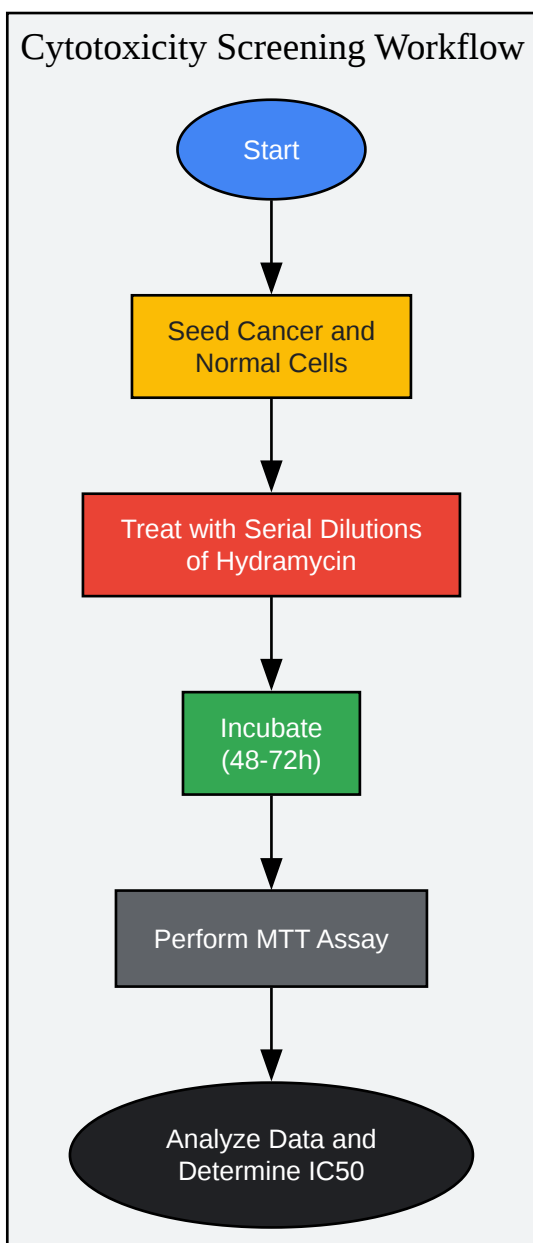 Cytotoxicity Screening Workflow
Start
Seed Cancer and
Normal Cells
Treat with Serial Dilutions
of Hydramycin
Incubate
(48-72h)
Perform MTT Assay
Analyze Data and
Determine IC50